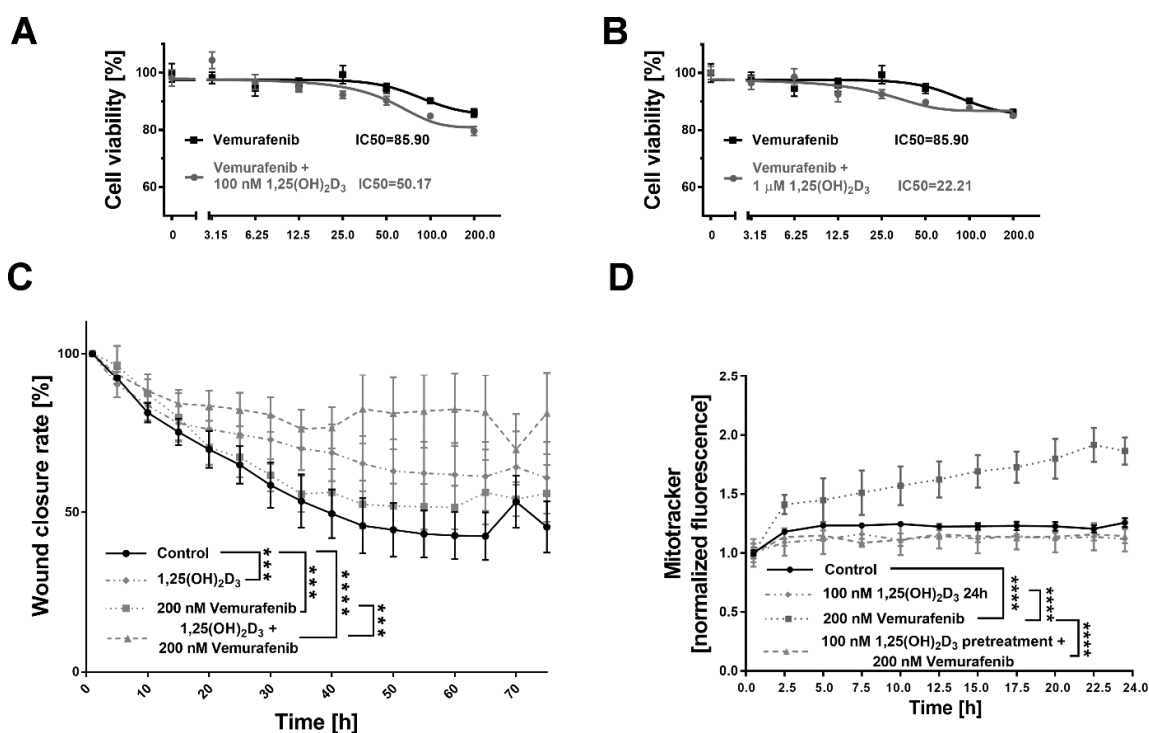 A
Cell viability [%]
100
80
60
Vemurafenib IC50=85.90
Vemurafenib +
100 nM 1,25(OH)₂D₃ IC50=50.17
0 3.15 6.25 12.5 25.0 50.0 100.0 200.0
B
Cell viability [%]
100
80
60
Vemurafenib IC50=85.90
Vemurafenib +
1 µM 1,25(OH)₂D₃ IC50=22.21
0 3.15 6.25 12.5 25.0 50.0 100.0 200.0
C
Wound closure rate [%]
100
50
0
Control
1,25(OH)₂D₃
200 nM Vemurafenib
1,25(OH)₂D₃ +
200 nM Vemurafenib
***
***
****
***
0 10 20 30 40 50 60 70
Time [h]
D
Mitotracker
[normalized fluorescence]
2.5
2.0
1.5
1.0
0.5
0.0
Control
100 nM 1,25(OH)₂D₃ 24h
200 nM Vemurafenib
100 nM 1,25(OH)₂D₃ pretreatment +
200 nM Vemurafenib
****
****
****
0.0 2.5 5.0 7.5 10.0 12.5 15.0 17.5 20.0 22.5 24.0
Time [h]